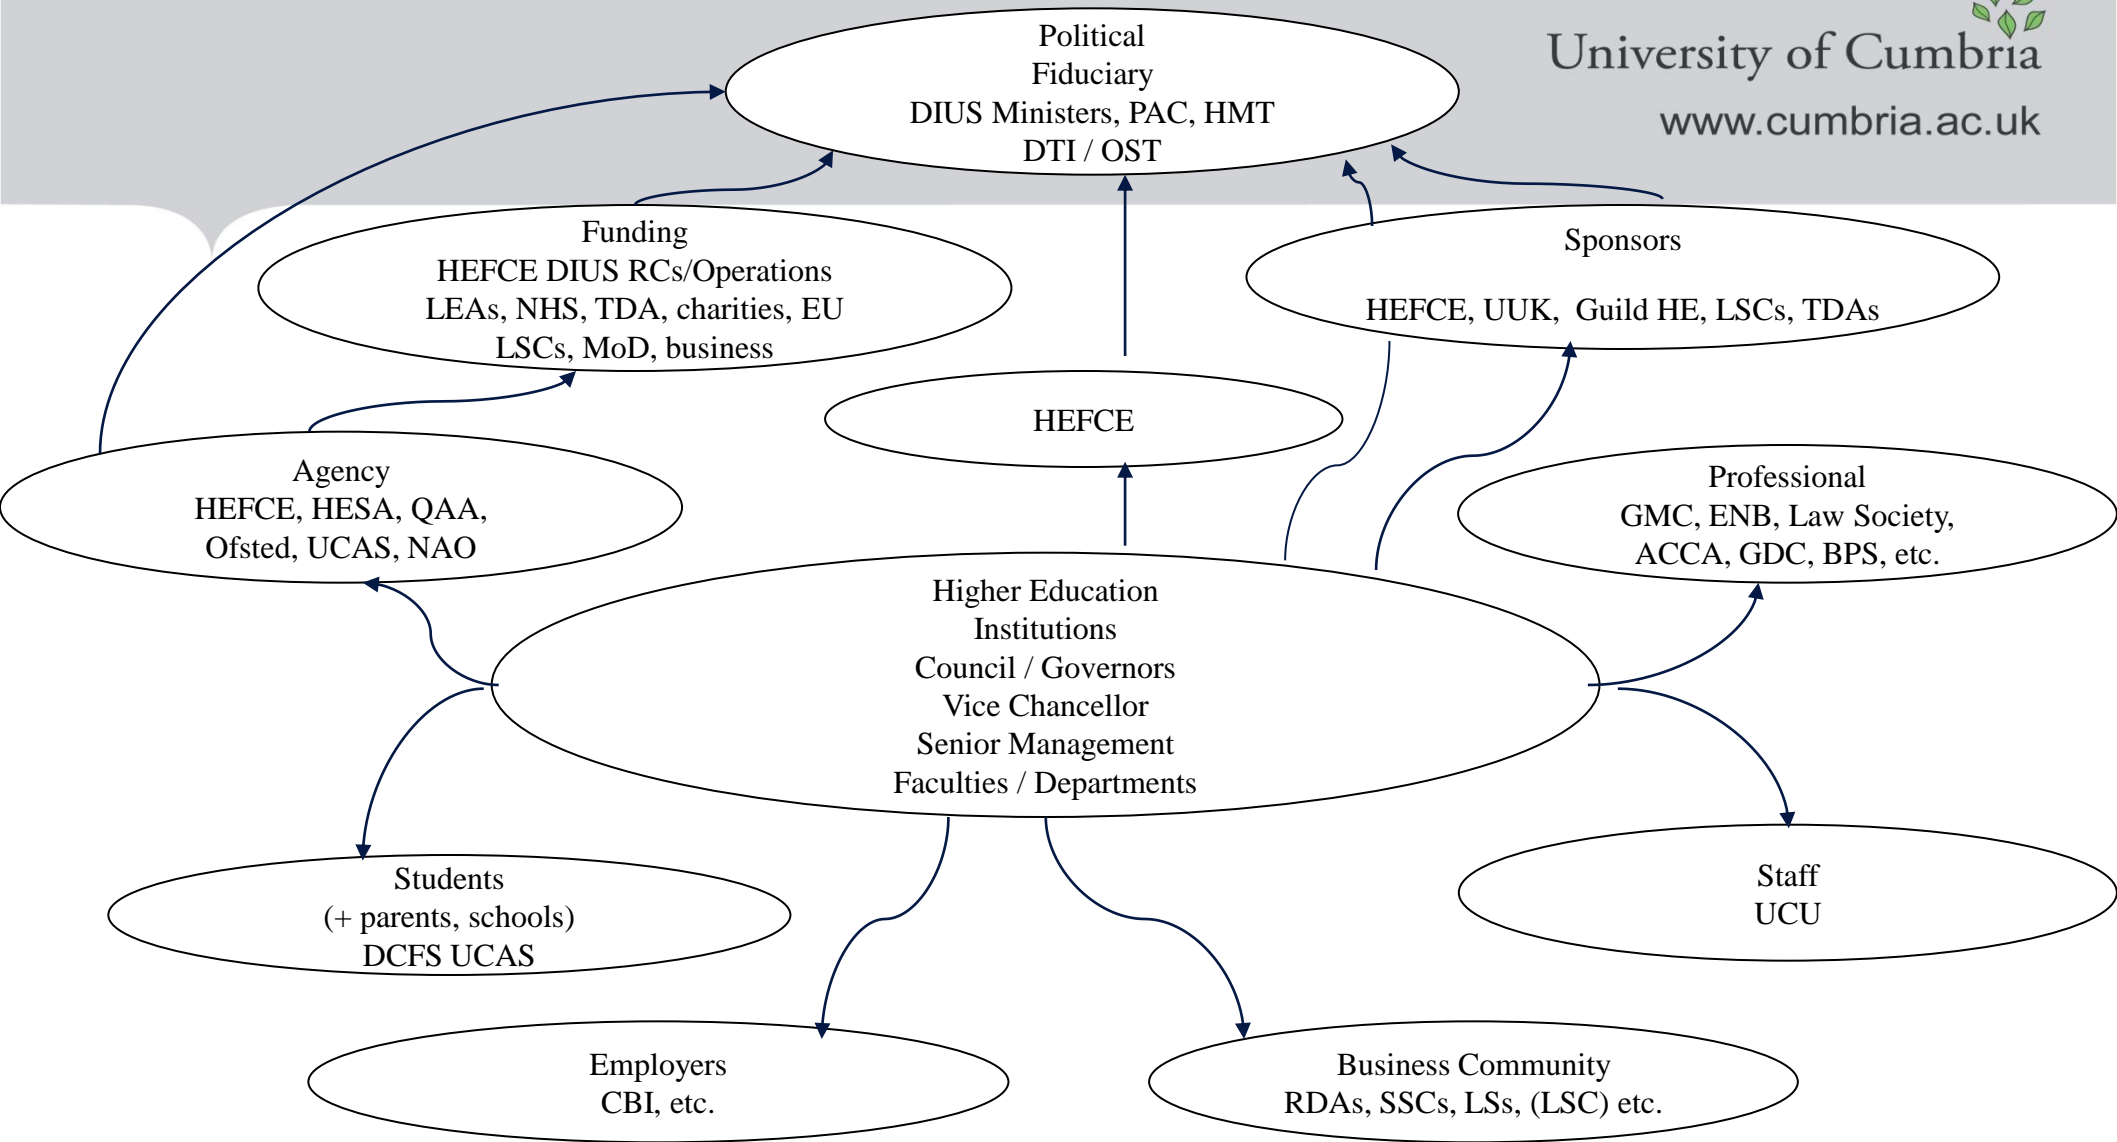 Political
Fiduciary
DIUS Ministers, PAC, HMT
DTI / OST
University of Cumbria
www.cumbria.ac.uk
Funding
HEFCE DIUS RCs/Operations
LEAs, NHS, TDA, charities, EU
LSCs, MoD, business
Sponsors
HEFCE, UUK, Guild HE, LSCs, TDAs
HEFCE
Agency
HEFCE, HESA, QAA,
Ofsted, UCAS, NAO
Professional
GMC, ENB, Law Society,
ACCA, GDC, BPS, etc.
Higher Education
Institutions
Council / Governors
Vice Chancellor
Senior Management
Faculties / Departments
Students
(+ parents, schools)
DCFS UCAS
Staff
UCU
Employers
CBI, etc.
Business Community
RDAs, SSCs, LSs, (LSC) etc.